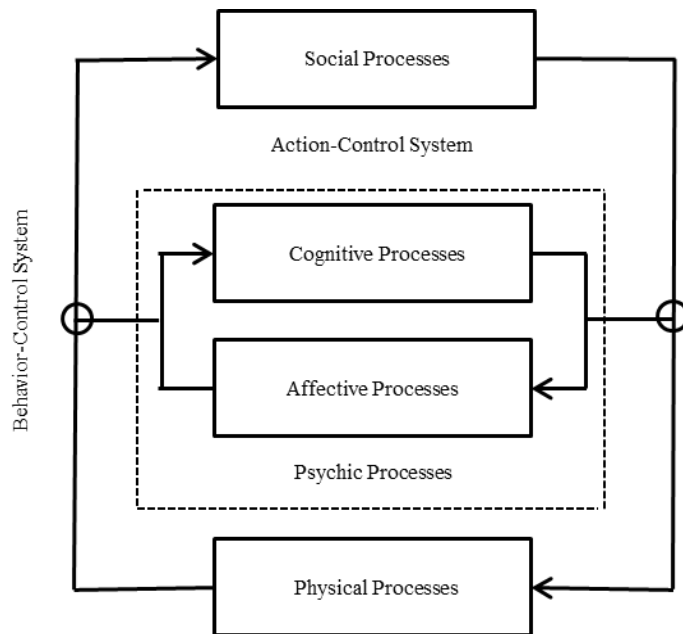 Social Processes
Action-Control System
Behavior-Control System
Cognitive Processes
Affective Processes
Psychic Processes
Physical Processes